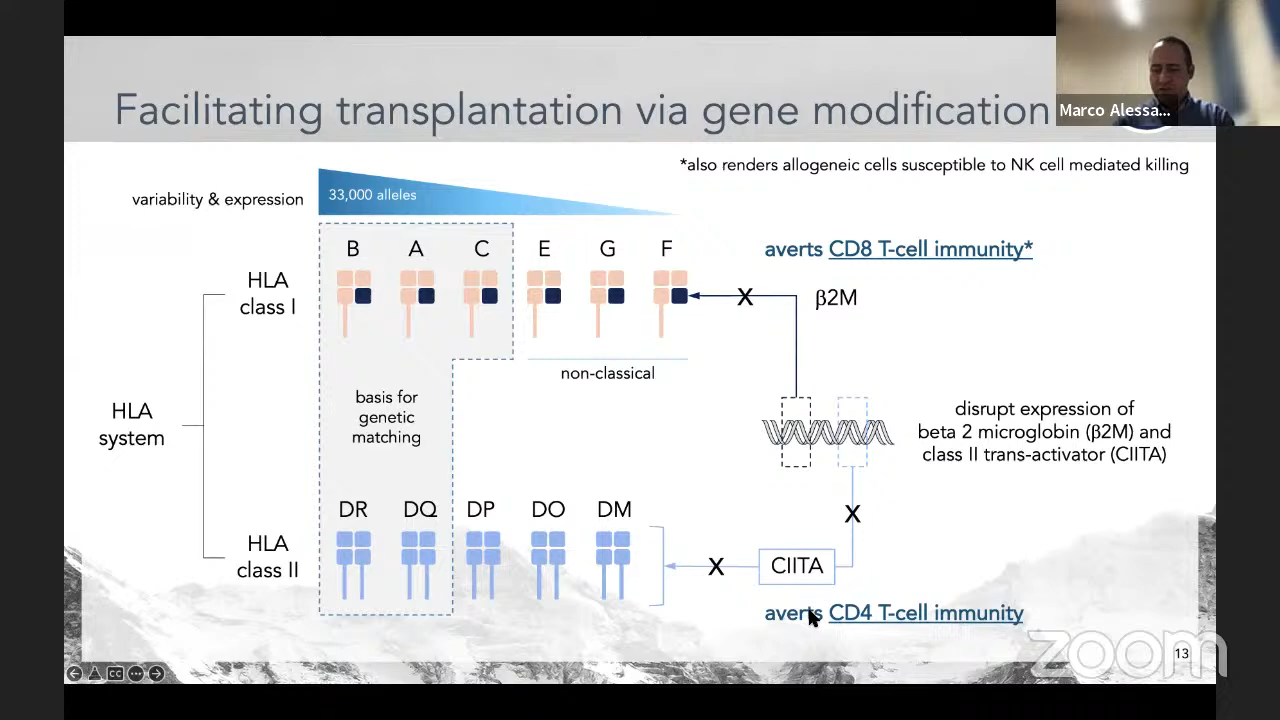 Facilitating transplantation via gene modification
Marco Alessa...
*also renders allogeneic cells susceptible to NK cell mediated killing
variability & expression
33,000 alleles
B A C E G F
averts CD8 T-cell immunity*
HLA
class I
X
β2M
non-classical
HLA
system
basis for
genetic
matching
disrupt expression of
beta 2 microglobin (β2M) and
class II trans-activator (CIITA)
DR DQ DP DO DM
X
HLA
class II
X
CIITA
averts CD4 T-cell immunity
zoom
13
cc